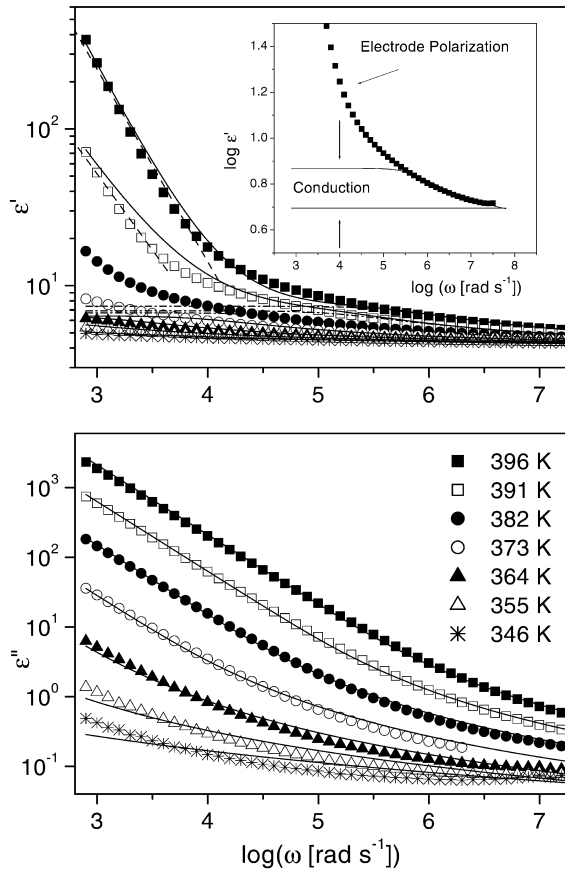 ε'
10²
10¹
3 4 5 6 7
1.4
1.2
1.0
0.8
0.6
log ε'
Electrode Polarization
Conduction
3 4 5 6 7 8
log (ω [rad s⁻¹])
ε''
10³
10²
10¹
10⁰
10⁻¹
396 K
391 K
382 K
373 K
364 K
355 K
346 K
3 4 5 6 7
log(ω [rad s⁻¹])